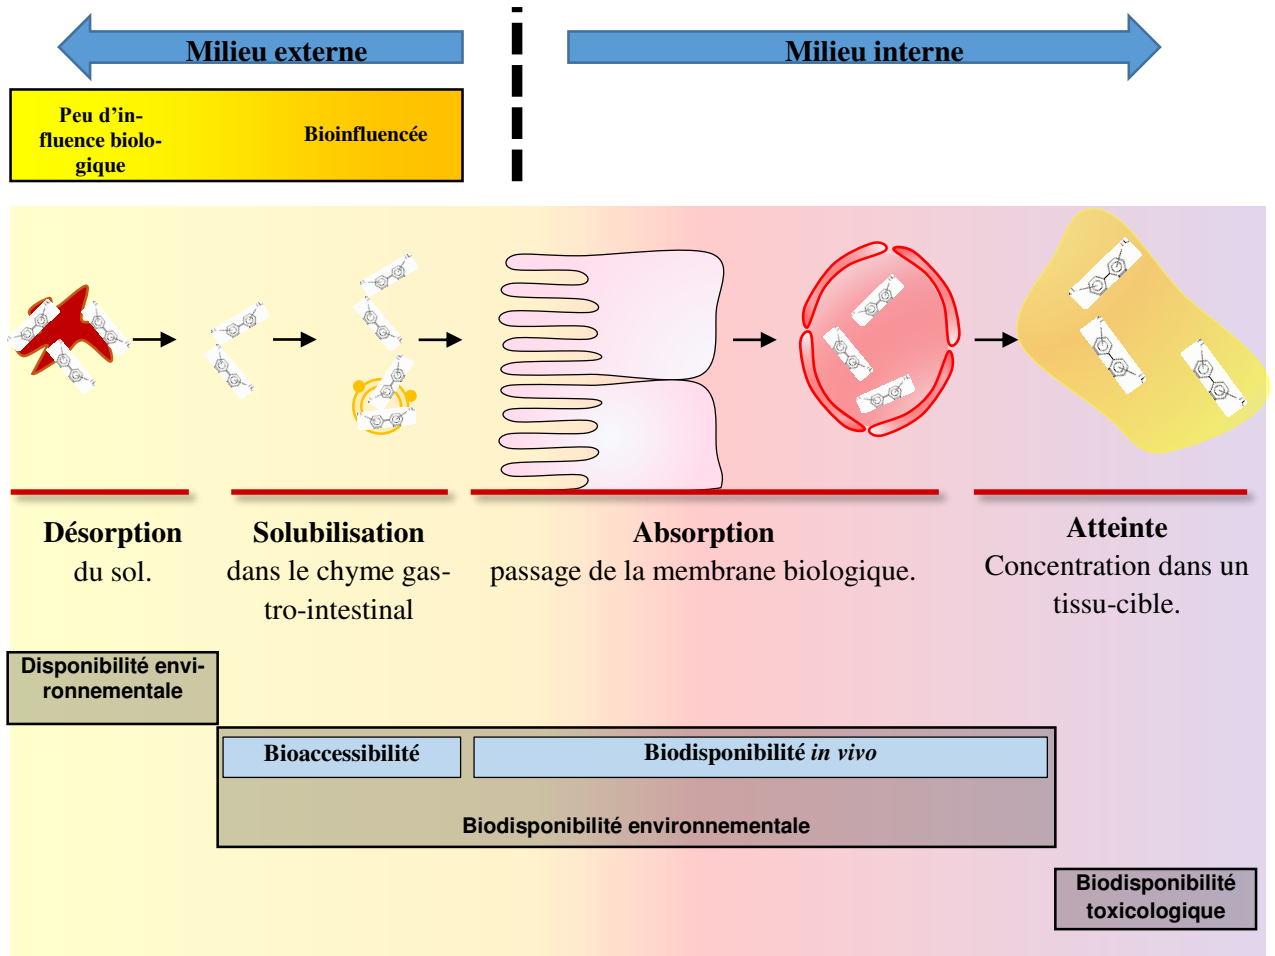 Milieu externe
Milieu interne
Peu d'in-
fluence biolo-
gique
Bioinfluencée
Désorption
du sol.
Solubilisation
dans le chyme gas-
tro-intestinal
Absorption
passage de la membrane biologique.
Atteinte
Concentration dans un
tissu-cible.
Disponibilité envi-
ronnementale
Bioaccessibilité
Biodisponibilité in vivo
Biodisponibilité environnementale
Biodisponibilité
toxicologique